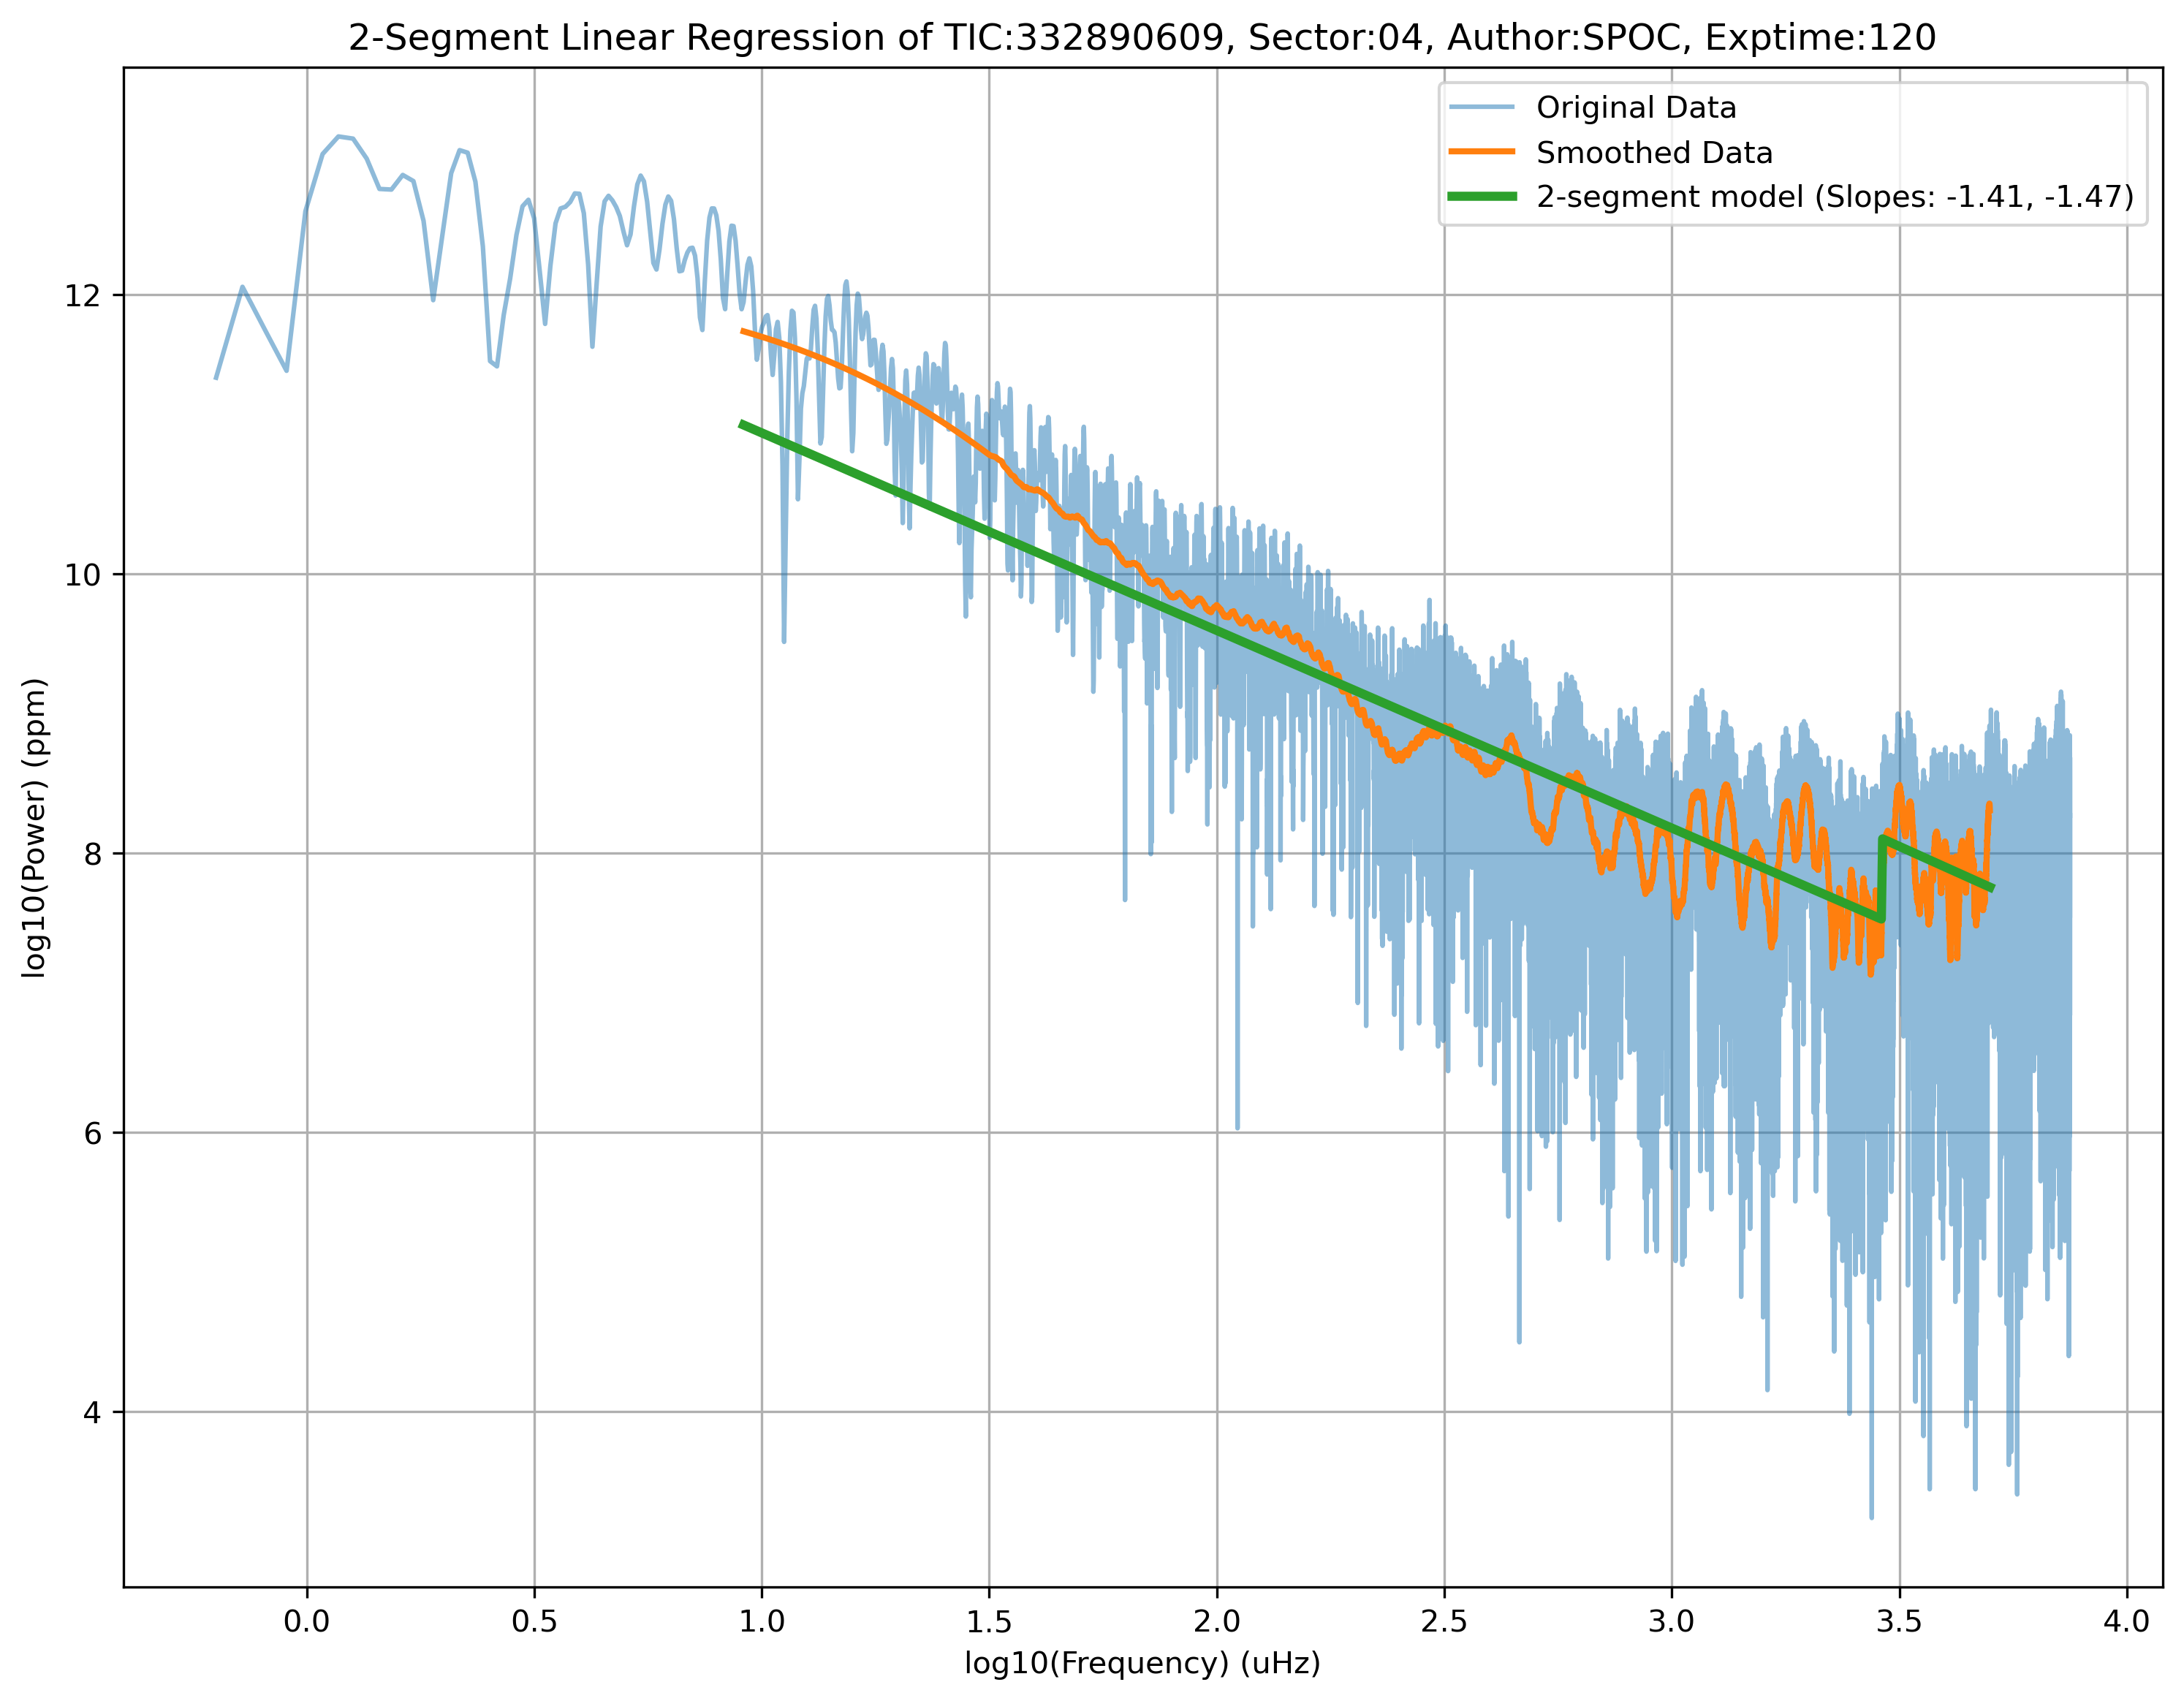 2-Segment Linear Regression of TIC:332890609, Sector:04, Author:SPOC, Exptime:120
Original Data
Smoothed Data
2-segment model (Slopes: -1.41, -1.47)
log10(Power) (ppm)
12
10
8
6
4
0.0 0.5 1.0 1.5 2.0 2.5 3.0 3.5 4.0
log10(Frequency) (uHz)